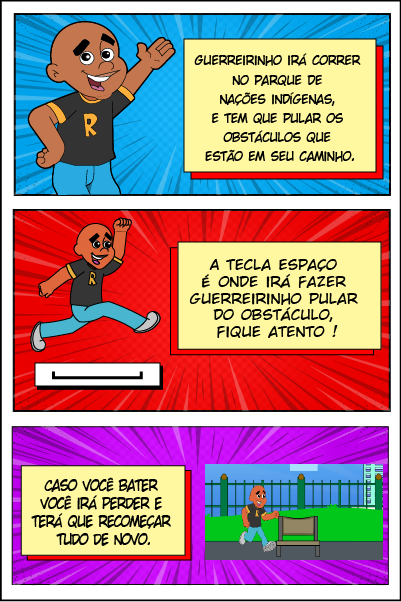 R
GUERREIRINHO IRÁ CORRER
NO PARQUE DE
NAÇÕES INDÍGENAS,
E TEM QUE PULAR OS
OBSTÁCULOS QUE
ESTÃO EM SEU CAMINHO.
R
A TECLA ESPAÇO
É ONDE IRÁ FAZER
GUERREIRINHO PULAR
DO OBSTÁCULO,
FIQUE ATENTO !
CASO VOCÊ BATER
VOCÊ IRÁ PERDER E
TERÁ QUE RECOMEÇAR
TUDO DE NOVO.